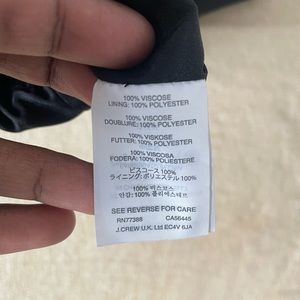 100% VISCOSE
LINING: 100% POLYESTER
100% VISCOSE
DOUBLURE: 100% POLYESTER
100% VISKOSE
FUTTER: 100% POLYESTER
100% VISCOSA
FODERA: 100% POLIESTERE
ビスコース 100%
ライニング: ポリエステル 100%
100% 비스코스
안감: 100% 폴리에스테르
SEE REVERSE FOR CARE
RN77388 CA56445
J.CREW U.K. Ltd EC4V 6JA